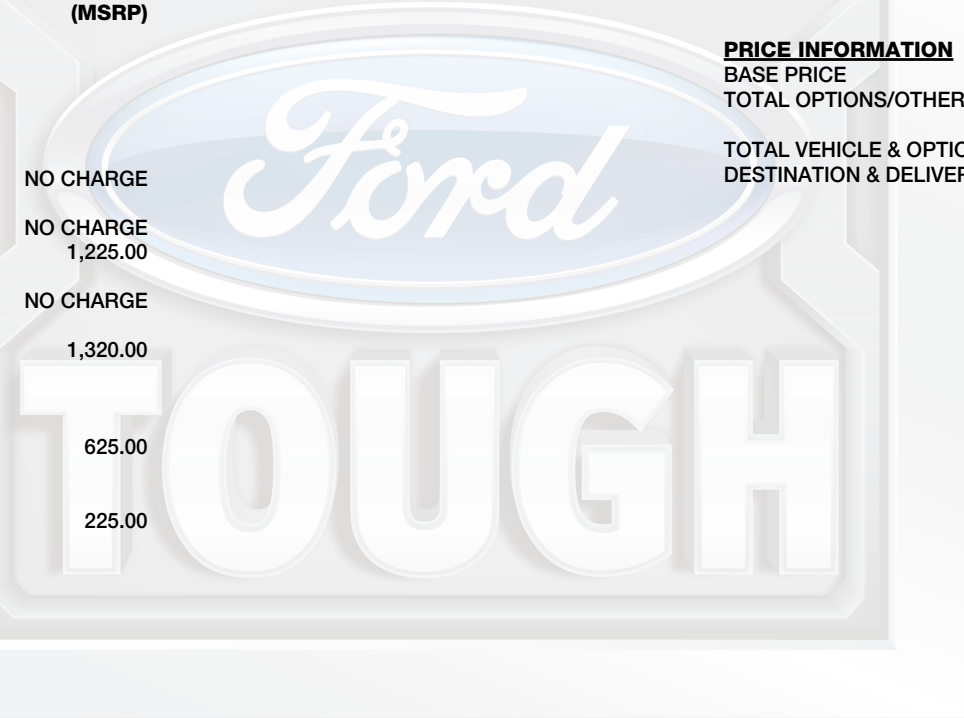 (MSRP)
NO CHARGE
NO CHARGE
1,225.00
NO CHARGE
1,320.00
625.00
225.00
PRICE INFORMATION
BASE PRICE
TOTAL OPTIONS/OTHER
TOTAL VEHICLE & OPTIO
DESTINATION & DELIVER
Ford
TOUGH